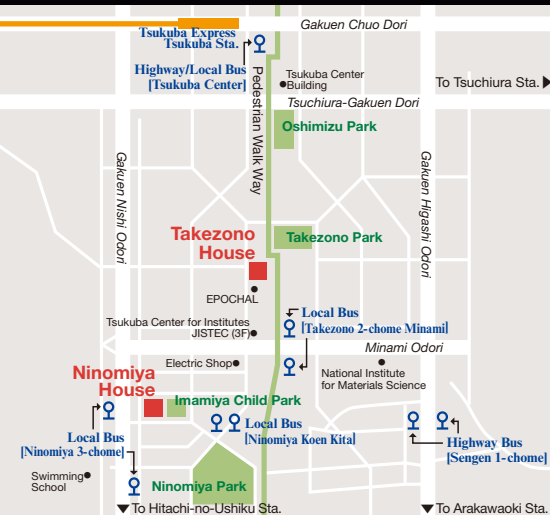 Gakuen Chuo Dori
Tsukuba Express
Tsukuba Sta.
Highway/Local Bus
[Tsukuba Center]
Pedestrian Walk Way
Tsukuba Center
Building
To Tsuchiura Sta.
Tsuchiura-Gakuen Dori
Oshimizu Park
Gakuen Nishi Odori
Gakuen Higashi Odori
Takezono
House
Takezono Park
EPOCHAL
Tsukuba Center for Institutes
JISTEC (3F)
Local Bus
[Takezono 2-chome Minami]
Minami Odori
Electric Shop
National Institute
for Materials Science
Ninomiya
House
Imamiya Child Park
Local Bus
[Ninomiya Koen Kita]
Local Bus
[Ninomiya 3-chome]
Highway Bus
[Sengen 1-chome]
Swimming
School
Ninomiya Park
To Hitachi-no-Ushiku Sta.
To Arakawaoki Sta.